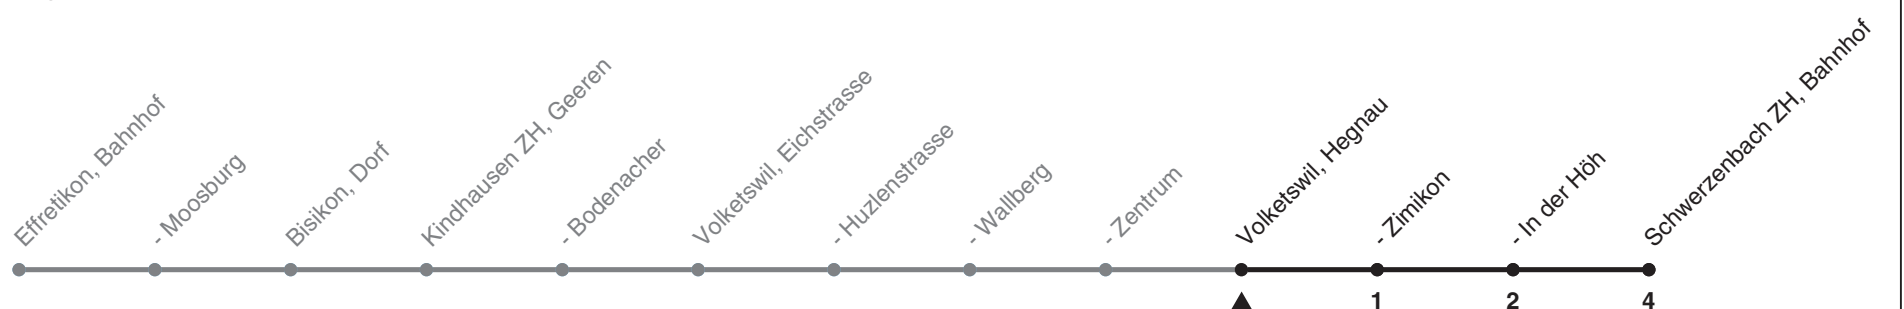 Effretikon, Bahnhof
- Moosburg
Bisikon, Dorf
Kindhausen ZH, Geeren
- Bodenacher
Volketswil, Eichstrasse
- Huzlenstrasse
- Wallberg
- Zentrum
Volketswil, Hegnau
- Zimikon
- In der Höh
Schwerzenbach ZH, Bahnhof
1
2
4